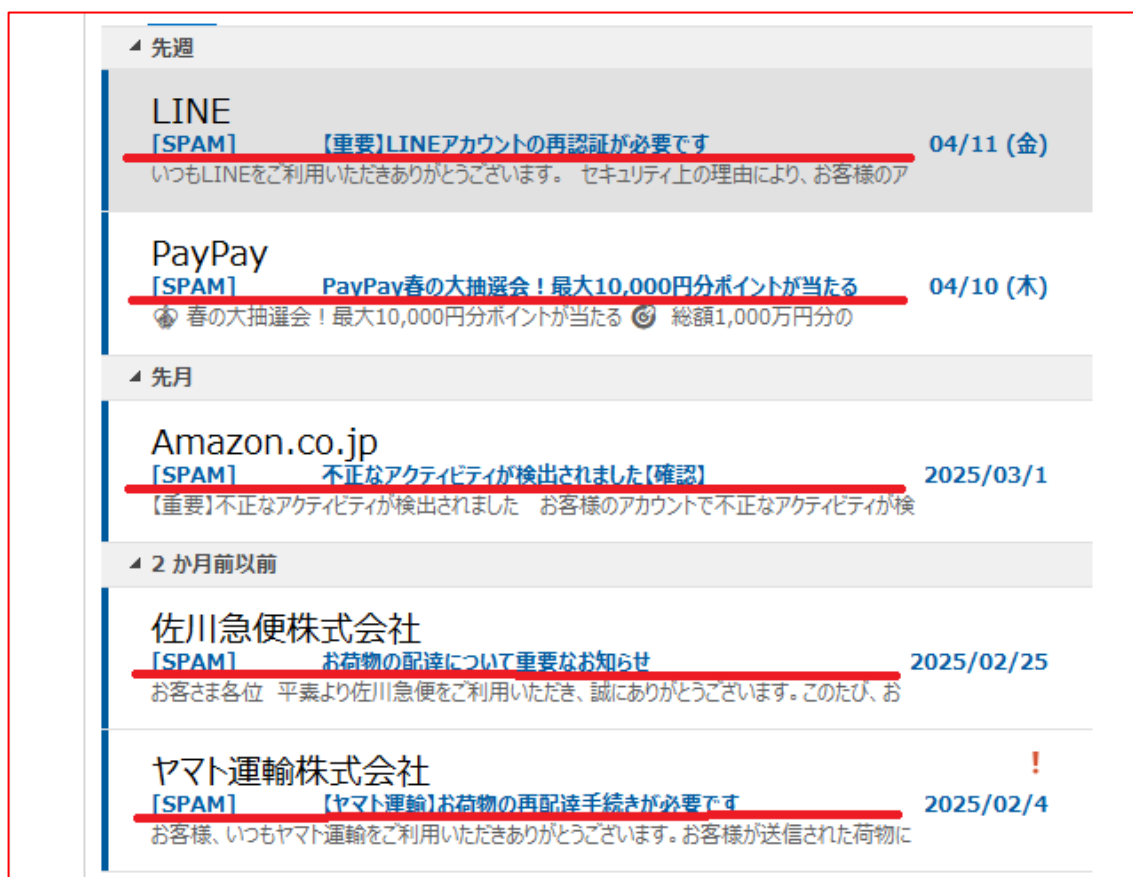 先週
LINE
[SPAM] 【重要】LINEアカウントの再認証が必要です 04/11 (金)
いつもLINEをご利用いただきありがとうございます。 セキュリティ上の理由により、お客様のア
PayPay
[SPAM] PayPay春の大抽選会！最大10,000円分ポイントが当たる 04/10 (木)
🌸 春の大抽選会！最大10,000円分ポイントが当たる 🎯 総額1,000万円分の
先月
Amazon.co.jp
[SPAM] 不正なアクティビティが検出されました【確認】 2025/03/1
【重要】不正なアクティビティが検出されました お客様のアカウントで不正なアクティビティが検
2 か月前以前
佐川急便株式会社
[SPAM] お荷物の配達について重要なお知らせ 2025/02/25
お客さま各位 平素より佐川急便をご利用いただき、誠にありがとうございます。このたび、お
ヤマト運輸株式会社 !
[SPAM] 【ヤマト運輸】お荷物の再配達手続きが必要です 2025/02/4
お客様、いつもヤマト運輸をご利用いただきありがとうございます。お客様が送信された荷物に